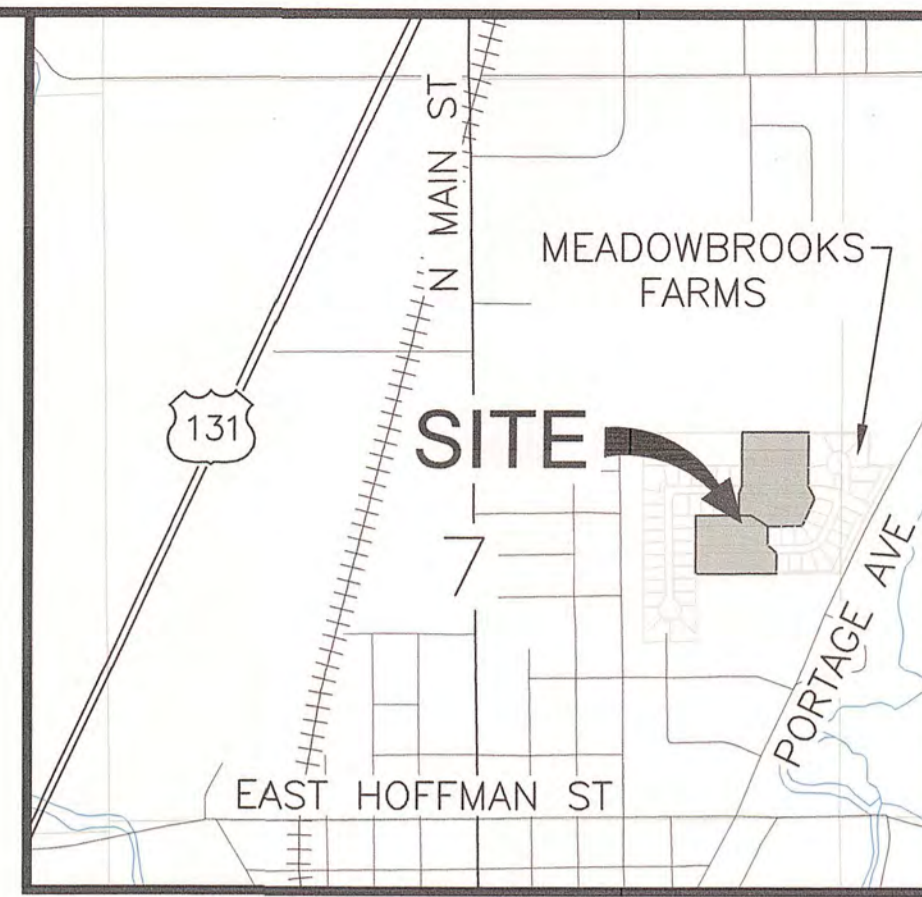 N MAIN ST
MEADOWBROOKS
FARMS
131
SITE
7
PORTAGE AVE
EAST HOFFMAN ST